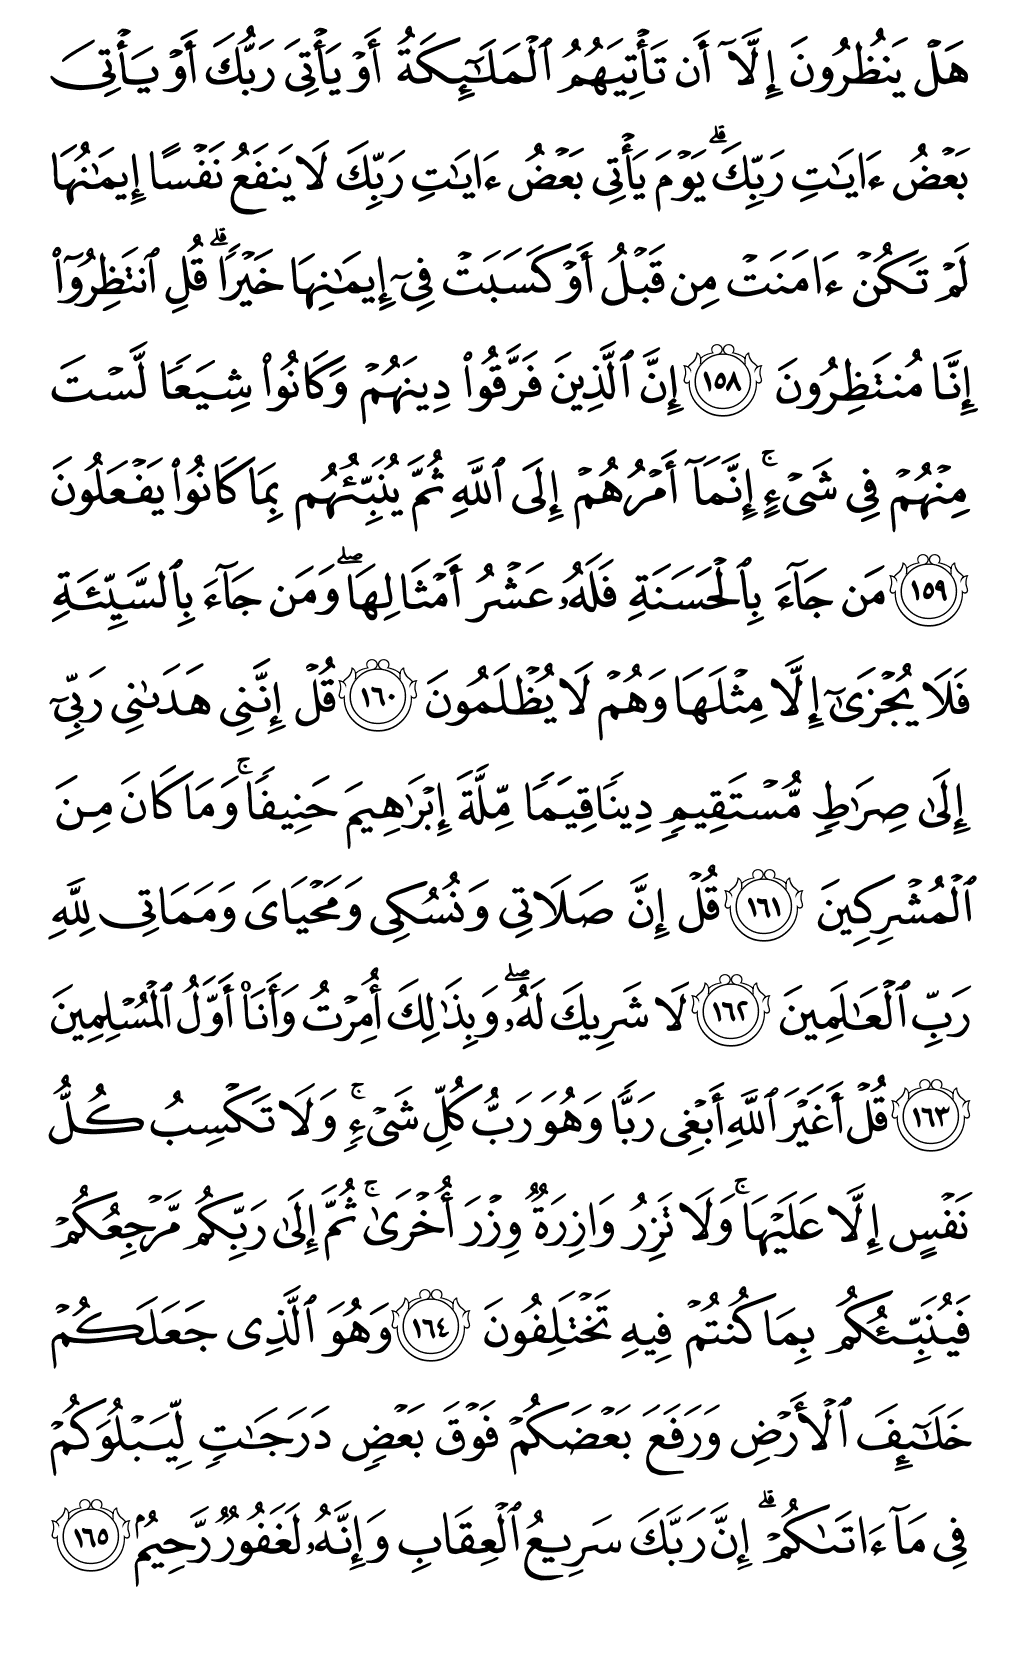 هَلۡ يَنظُرُونَ إِلَّآ أَن تَأۡتِيَهُمُ ٱلۡمَلَٰٓئِكَةُ أَوۡ يَأۡتِيَ رَبُّكَ أَوۡ يَأۡتِيَ
بَعۡضُ ءَايَٰتِ رَبِّكَۗ يَوۡمَ يَأۡتِي بَعۡضُ ءَايَٰتِ رَبِّكَ لَا يَنفَعُ نَفۡسًا إِيمَٰنُهَا
لَمۡ تَكُنۡ ءَامَنَتۡ مِن قَبۡلُ أَوۡ كَسَبَتۡ فِيٓ إِيمَٰنِهَا خَيۡرٗاۗ قُلِ ٱنتَظِرُوٓاْ
إِنَّا مُنتَظِرُونَ ١٥٨ إِنَّ ٱلَّذِينَ فَرَّقُواْ دِينَهُمۡ وَكَانُواْ شِيَعٗا لَّسۡتَ
مِنۡهُمۡ فِي شَيۡءٍۚ إِنَّمَآ أَمۡرُهُمۡ إِلَى ٱللَّهِ ثُمَّ يُنَبِّئُهُم بِمَا كَانُواْ يَفۡعَلُونَ
١٥٩ مَن جَآءَ بِٱلۡحَسَنَةِ فَلَهُۥ عَشۡرُ أَمۡثَالِهَاۖ وَمَن جَآءَ بِٱلسَّيِّئَةِ
فَلَا يُجۡزَىٰٓ إِلَّا مِثۡلَهَا وَهُمۡ لَا يُظۡلَمُونَ ١٦٠ قُلۡ إِنَّنِي هَدَىٰنِي رَبِّيٓ
إِلَىٰ صِرَٰطٖ مُّسۡتَقِيمٖ دِينٗا قِيَمٗا مِّلَّةَ إِبۡرَٰهِيمَ حَنِيفٗاۚ وَمَا كَانَ مِنَ
ٱلۡمُشۡرِكِينَ ١٦١ قُلۡ إِنَّ صَلَاتِي وَنُسُكِي وَمَحۡيَايَ وَمَمَاتِي لِلَّهِ
رَبِّ ٱلۡعَٰلَمِينَ ١٦٢ لَا شَرِيكَ لَهُۥۖ وَبِذَٰلِكَ أُمِرۡتُ وَأَنَا۠ أَوَّلُ ٱلۡمُسۡلِمِينَ
١٦٣ قُلۡ أَغَيۡرَ ٱللَّهِ أَبۡغِي رَبّٗا وَهُوَ رَبُّ كُلِّ شَيۡءٖۚ وَلَا تَكۡسِبُ كُلُّ
نَفۡسٍ إِلَّا عَلَيۡهَاۚ وَلَا تَزِرُ وَازِرَةٞ وِزۡرَ أُخۡرَىٰۚ ثُمَّ إِلَىٰ رَبِّكُم مَّرۡجِعُكُمۡ
فَيُنَبِّئُكُم بِمَا كُنتُمۡ فِيهِ تَخۡتَلِفُونَ ١٦٤ وَهُوَ ٱلَّذِي جَعَلَكُمۡ
خَلَٰٓئِفَ ٱلۡأَرۡضِ وَرَفَعَ بَعۡضَكُمۡ فَوۡقَ بَعۡضٖ دَرَجَٰتٖ لِّيَبۡلُوَكُمۡ
فِي مَآ ءَاتَىٰكُمۡۗ إِنَّ رَبَّكَ سَرِيعُ ٱلۡعِقَابِ وَإِنَّهُۥ لَغَفُورٞ رَّحِيمُۢ ١٦٥